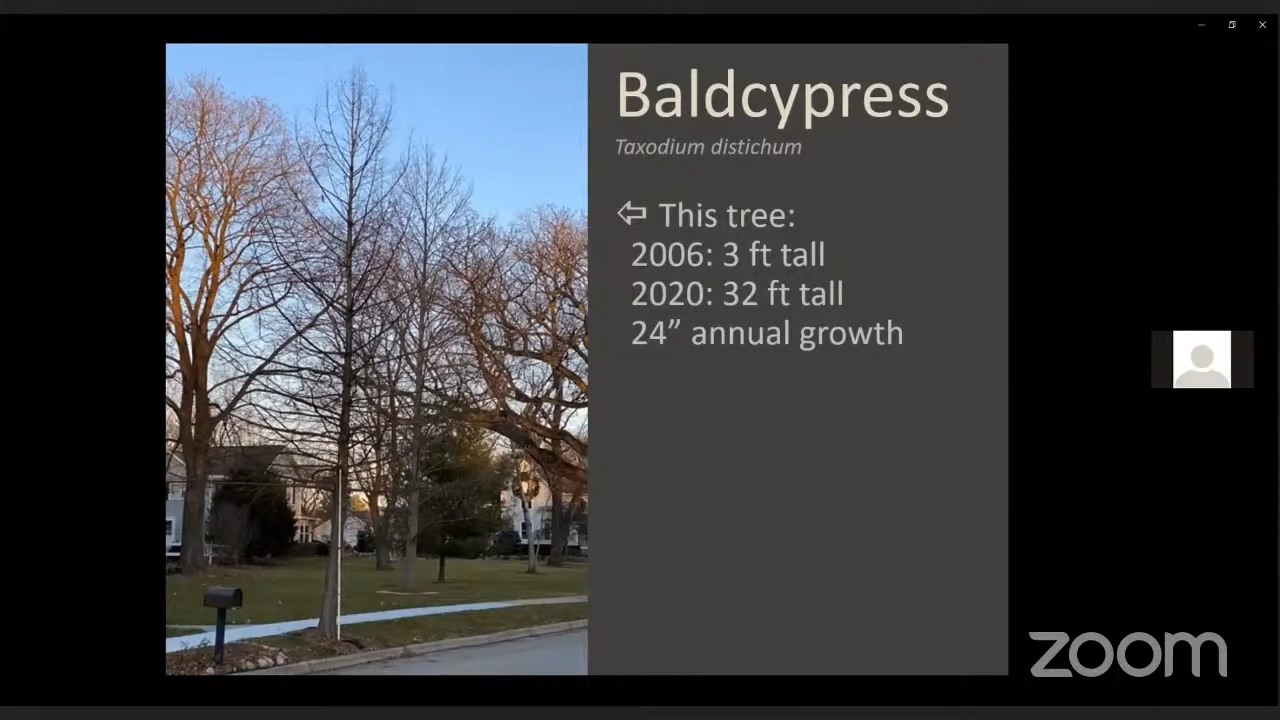 Baldcypress
Taxodium distichum
⇦ This tree:
2006: 3 ft tall
2020: 32 ft tall
24” annual growth
zoom